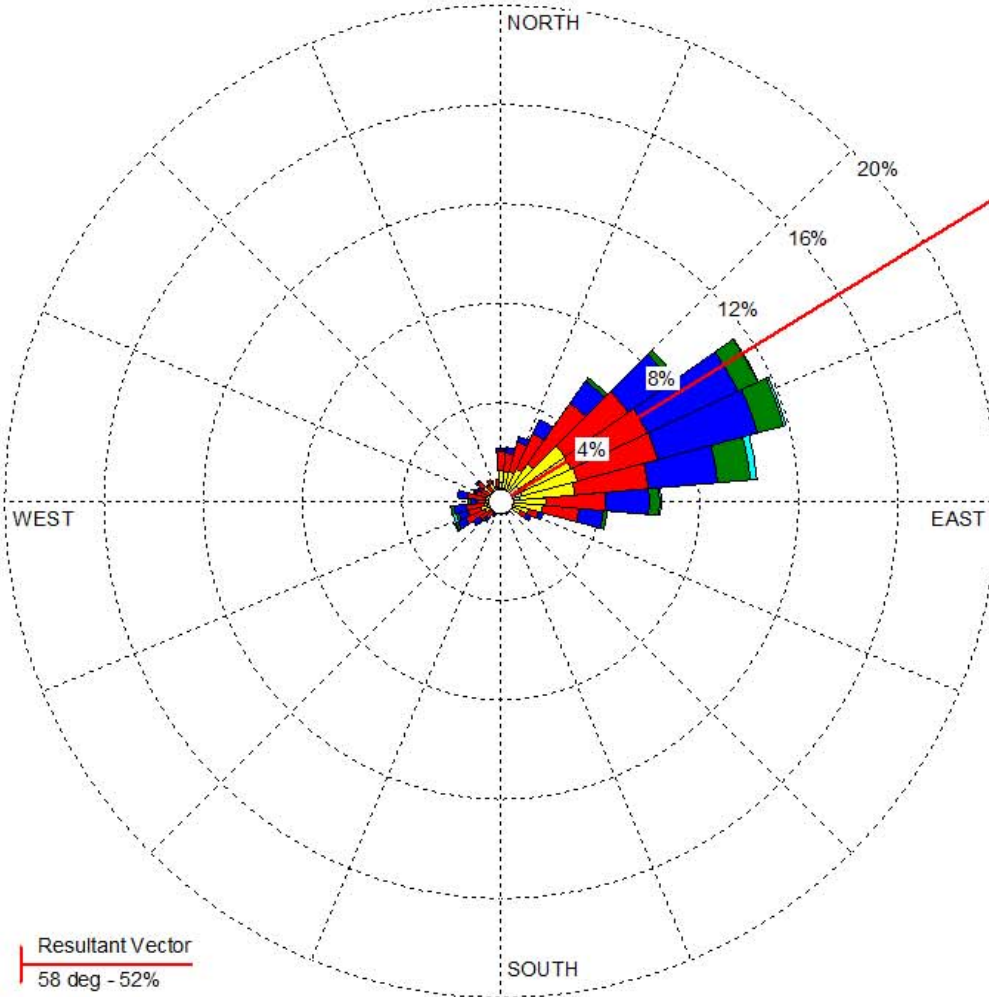 NORTH
20%
16%
12%
8%
4%
WEST
EAST
Resultant Vector
58 deg - 52%
SOUTH